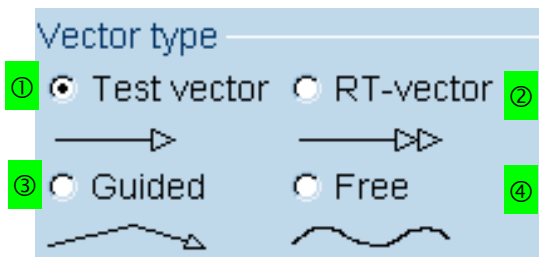 Vector type
① Test vector RT-vector ②
③ Guided Free ④